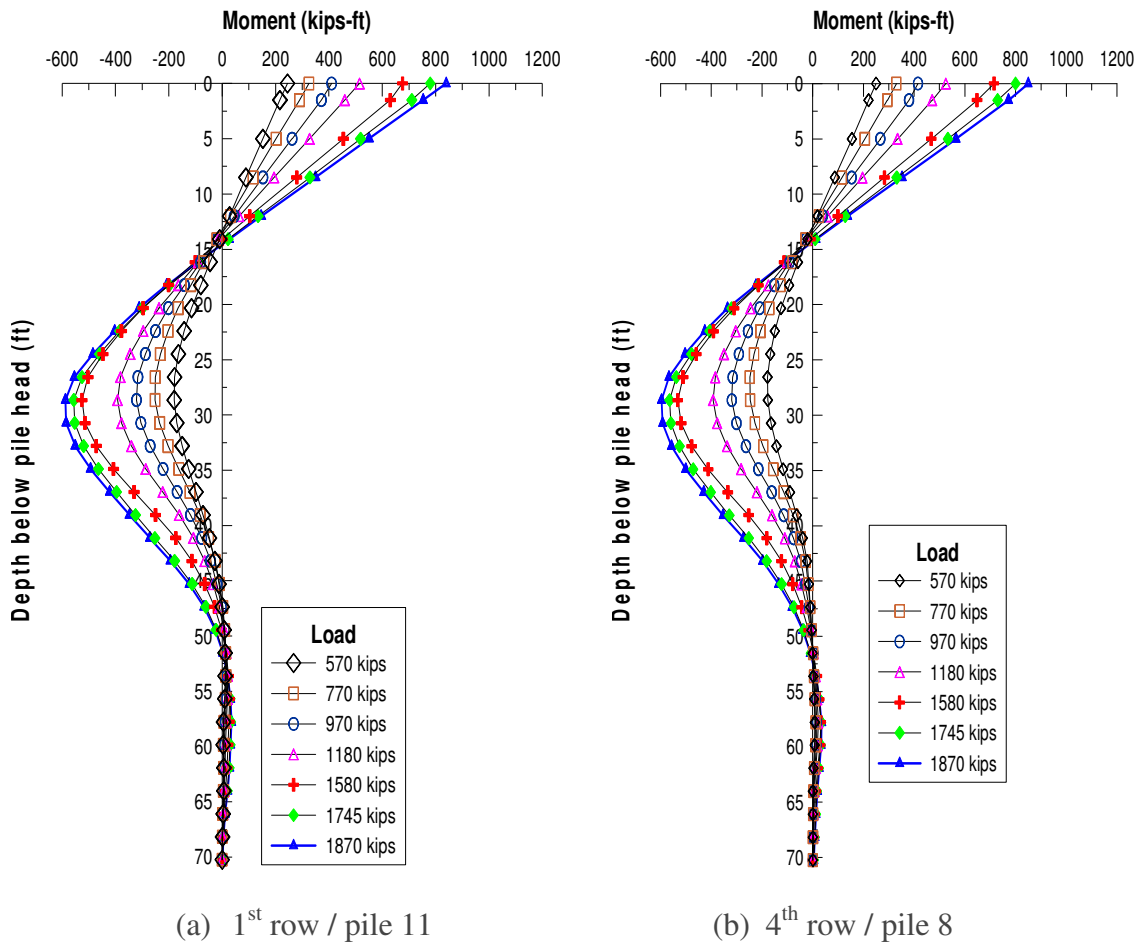 Moment (kips-ft)
-600 -400 -200 0 200 400 600 800 1000 1200
0
5
10
15
20
25
30
35
40
45
50
55
60
65
70
Depth below pile head (ft)
Load
570 kips
770 kips
970 kips
1180 kips
1580 kips
1745 kips
1870 kips
(a) 1st row / pile 11
Moment (kips-ft)
-600 -400 -200 0 200 400 600 800 1000 1200
0
5
10
15
20
25
30
35
40
45
50
55
60
65
70
Depth below pile head (ft)
Load
570 kips
770 kips
970 kips
1180 kips
1580 kips
1745 kips
1870 kips
(b) 4th row / pile 8